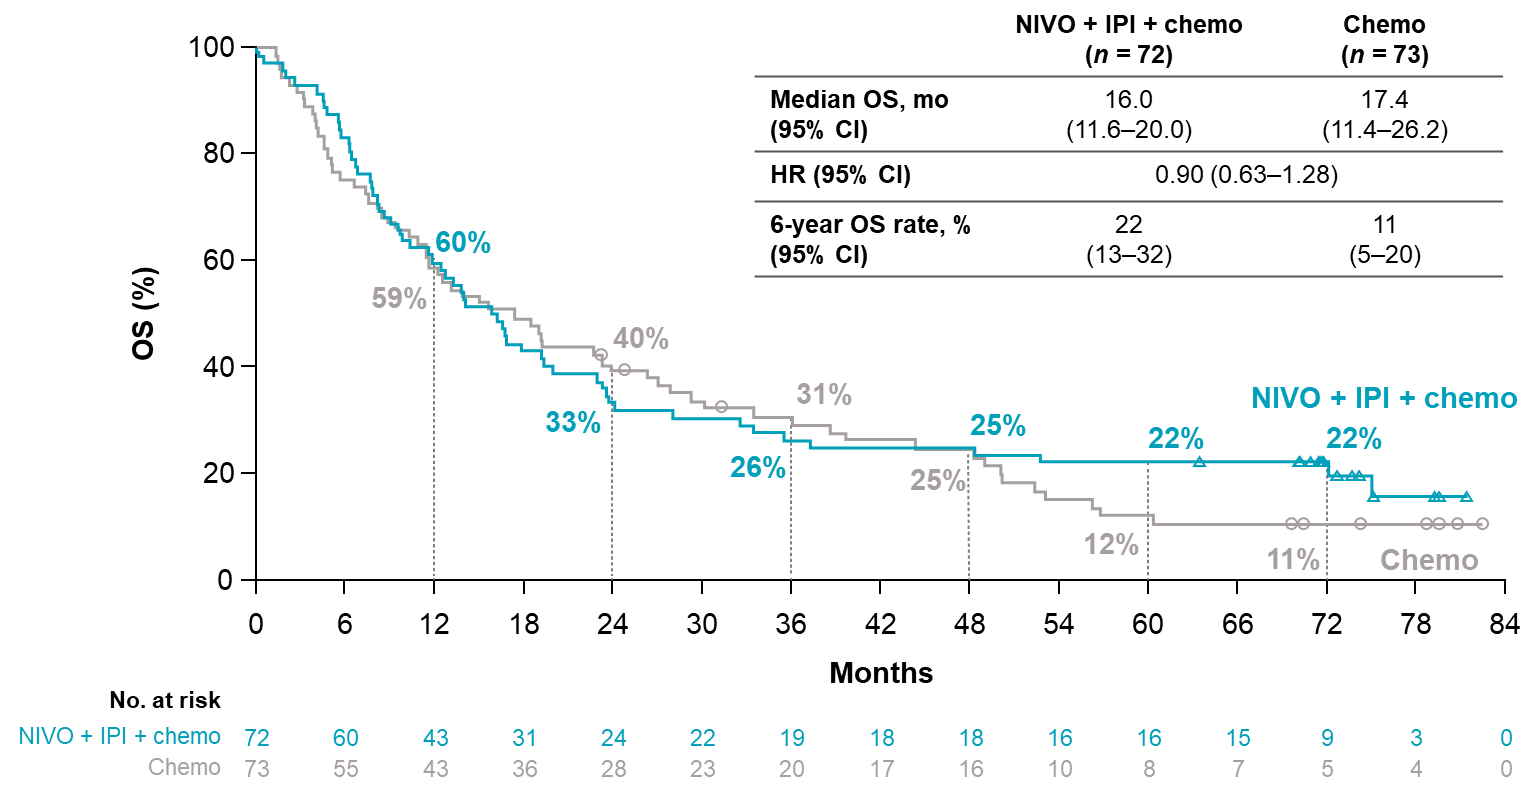 NIVO + IPI + chemo Chemo
(n = 72) (n = 73)
Median OS, mo 16.0 17.4
(95% CI) (11.6–20.0) (11.4–26.2)
HR (95% CI) 0.90 (0.63–1.28)
6-year OS rate, % 22 11
(95% CI) (13–32) (5–20)
OS (%)
100
80
60
40
20
0
60%
59%
40%
33%
31%
26%
25%
25%
22%
12%
22%
11%
NIVO + IPI + chemo
Chemo
0 6 12 18 24 30 36 42 48 54 60 66 72 78 84
Months
No. at risk
NIVO + IPI + chemo 72 60 43 31 24 22 19 18 18 16 16 15 9 3 0
Chemo 73 55 43 36 28 23 20 17 16 10 8 7 5 4 0